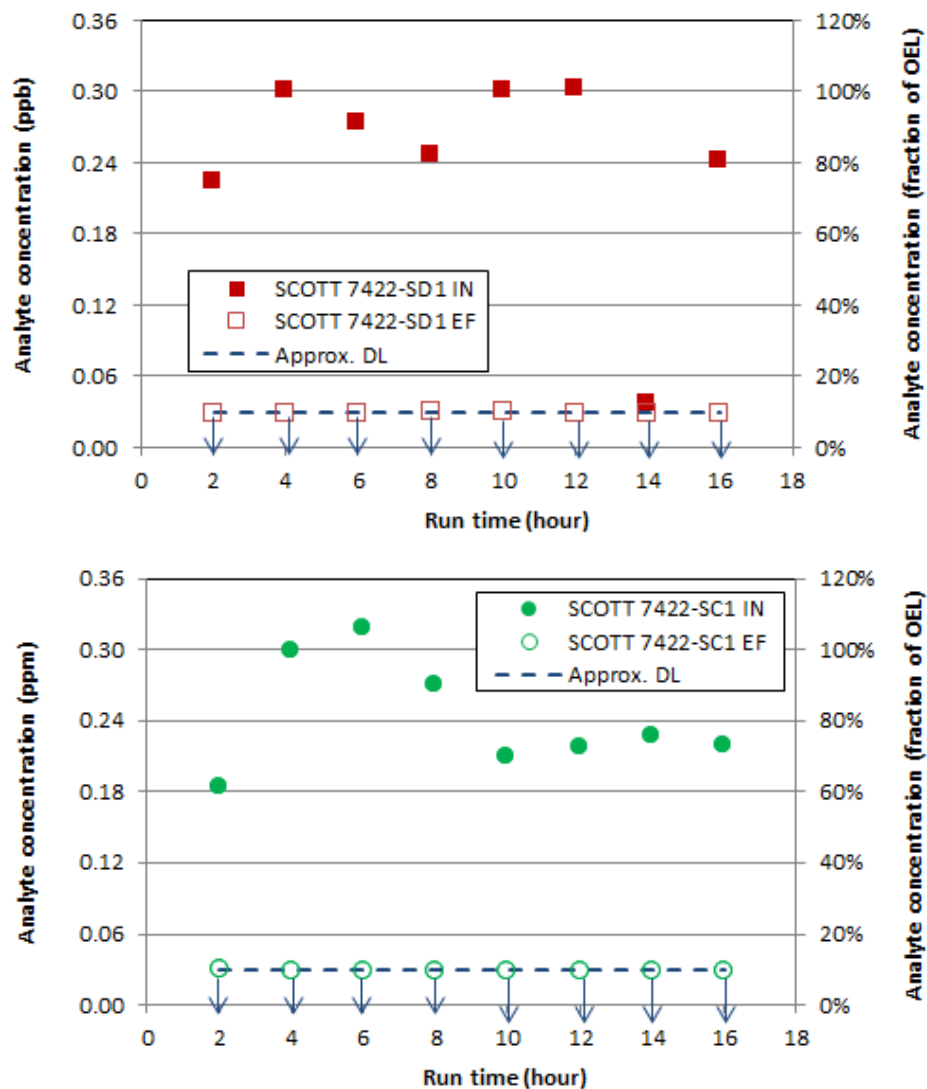 Analyte concentration (ppb)
0.36
0.30
0.24
0.18
0.12
0.06
0.00
120%
100%
80%
60%
40%
20%
0%
Analyte concentration (fraction of OEL)
SCOTT 7422-SD1 IN
SCOTT 7422-SD1 EF
Approx. DL
0 2 4 6 8 10 12 14 16 18
Run time (hour)
Analyte concentration (ppm)
0.36
0.30
0.24
0.18
0.12
0.06
0.00
120%
100%
80%
60%
40%
20%
0%
Analyte concentration (fraction of OEL)
SCOTT 7422-SC1 IN
SCOTT 7422-SC1 EF
Approx. DL
0 2 4 6 8 10 12 14 16 18
Run time (hour)